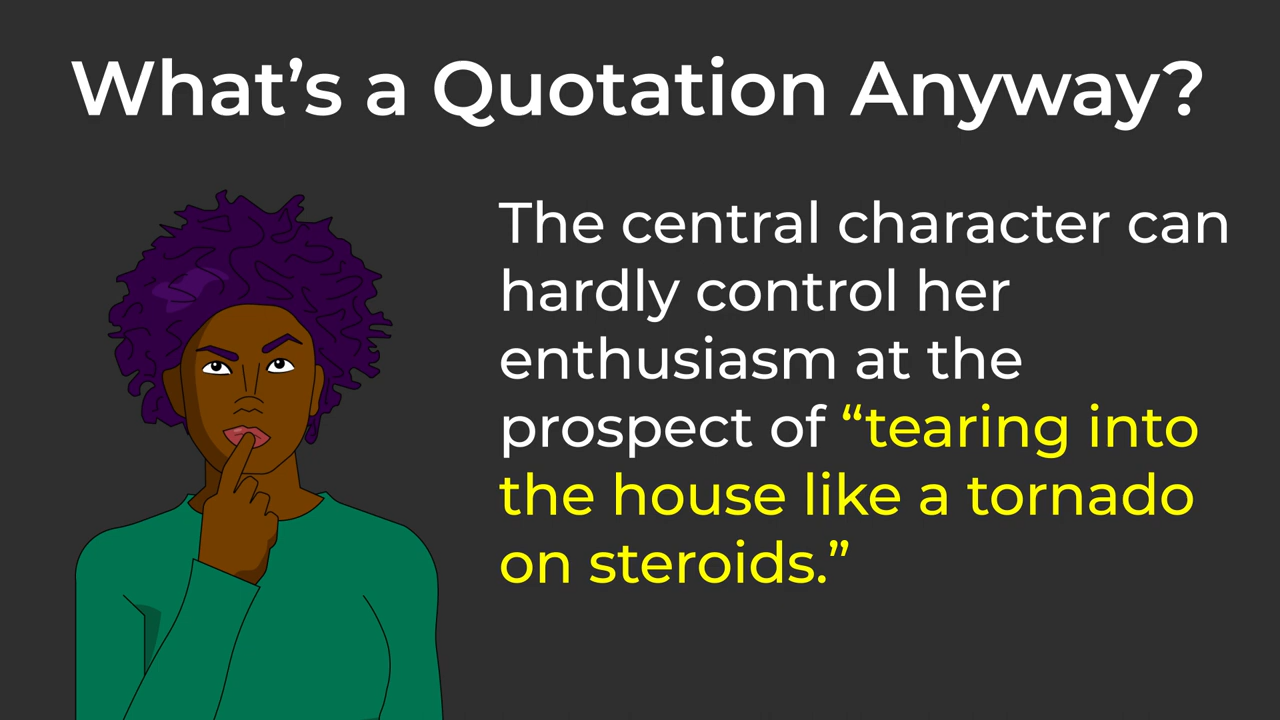 What’s a Quotation Anyway?
The central character can
hardly control her
enthusiasm at the
prospect of “tearing into
the house like a tornado
on steroids.”